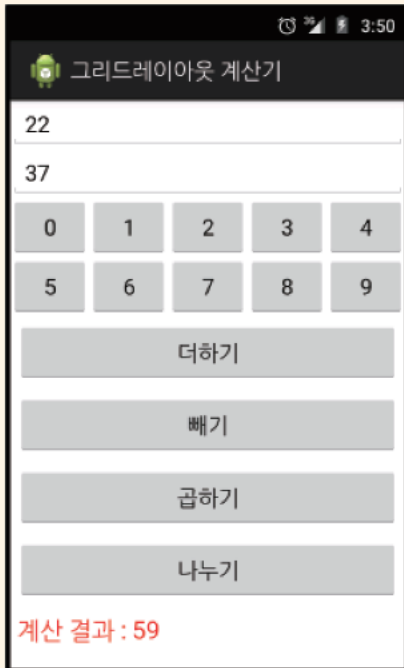 3G 3:50
그리드레이아웃 계산기
22
37
0 1 2 3 4
5 6 7 8 9
더하기
빼기
곱하기
나누기
계산 결과 : 59